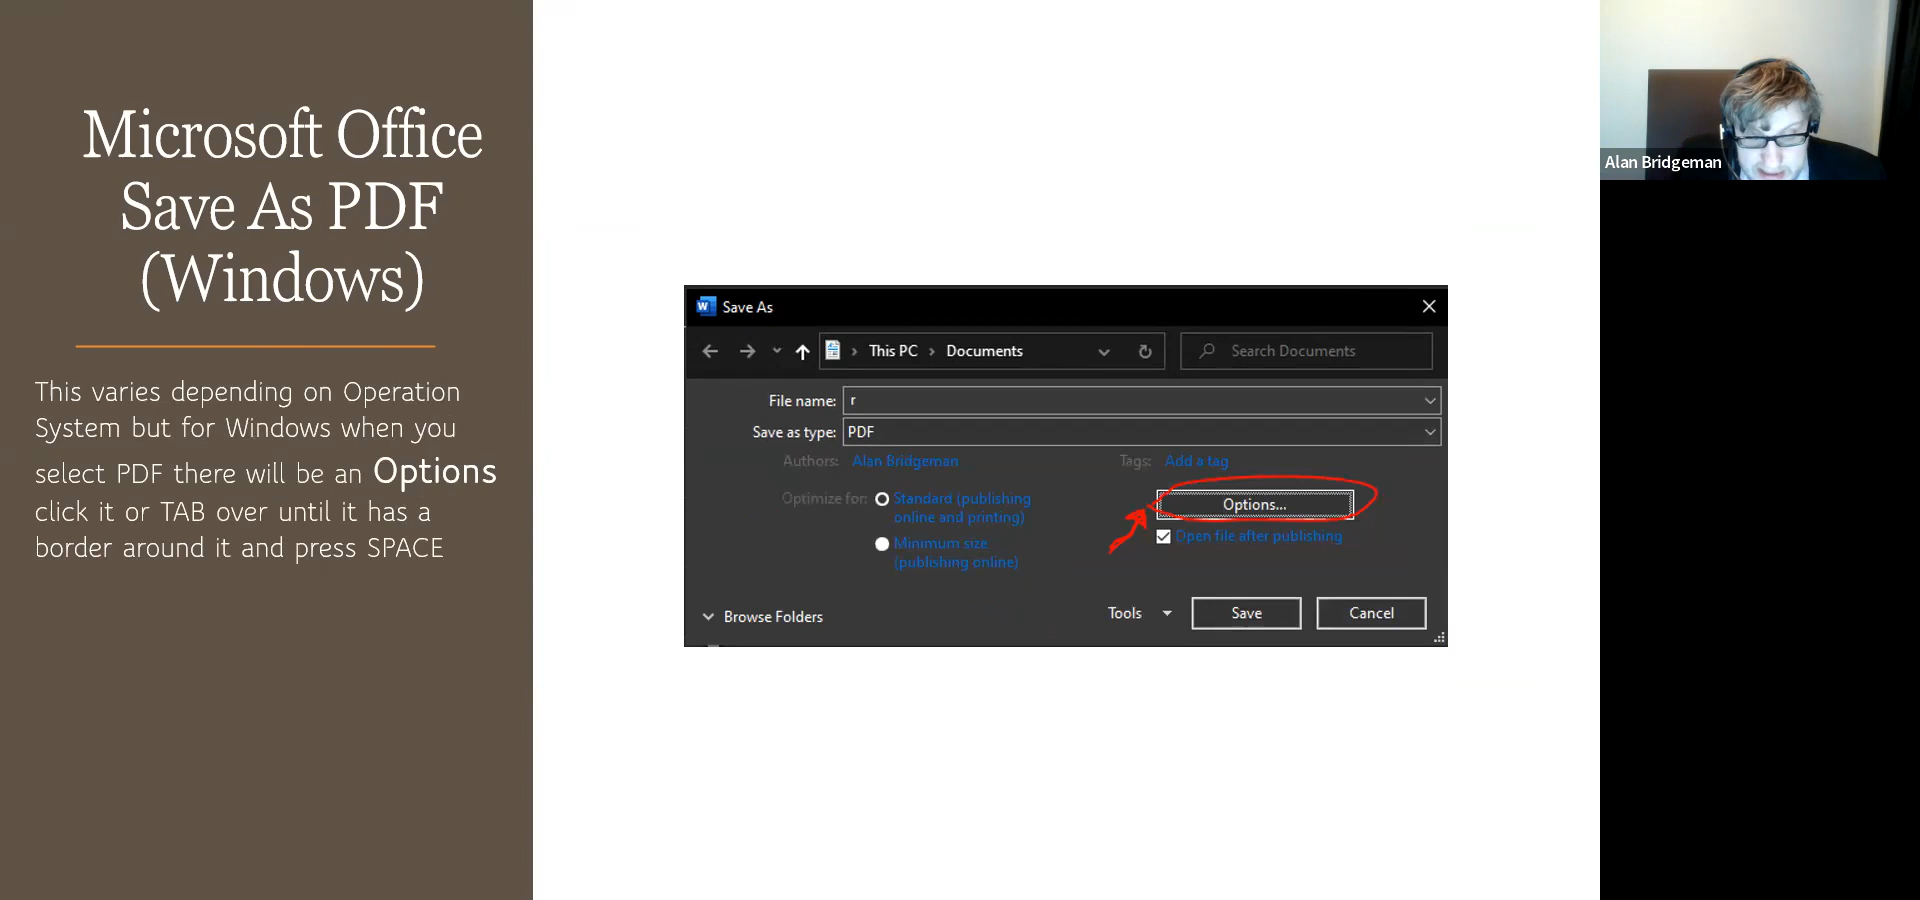 Microsoft Office
Save As PDF
(Windows)
This varies depending on Operation
System but for Windows when you
select PDF there will be an Options
click it or TAB over until it has a
border around it and press SPACE
W Save As
This PC › Documents
Search Documents
File name: r
Save as type: PDF
Authors: Alan Bridgeman
Tags: Add a tag
Optimize for: Standard (publishing
online and printing)
Minimum size
(publishing online)
Options...
Open file after publishing
Browse Folders
Tools
Save
Cancel
Alan Bridgeman